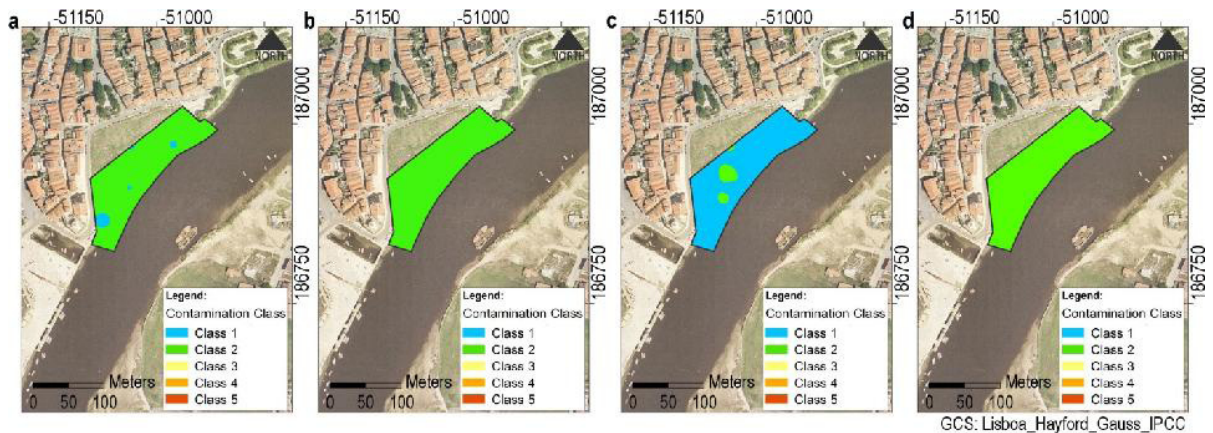 a -51150 -51000 b -51150 -51000 c -51150 -51000 d -51150 -51000
NORTH NORTH NORTH NORTH
187000 187000 187000 187000
186750 186750 186750 186750
Legend: Legend: Legend: Legend:
Contamination Class Contamination Class Contamination Class Contamination Class
Class 1 Class 1 Class 1 Class 1
Class 2 Class 2 Class 2 Class 2
Class 3 Class 3 Class 3 Class 3
Meters Class 4 Meters Class 4 Meters Class 4 Meters Class 4
0 50 100 Class 5 0 50 100 Class 5 0 50 100 Class 5 0 50 100 Class 5
GCS: Lisboa_Hayford_Gauss_IPCC